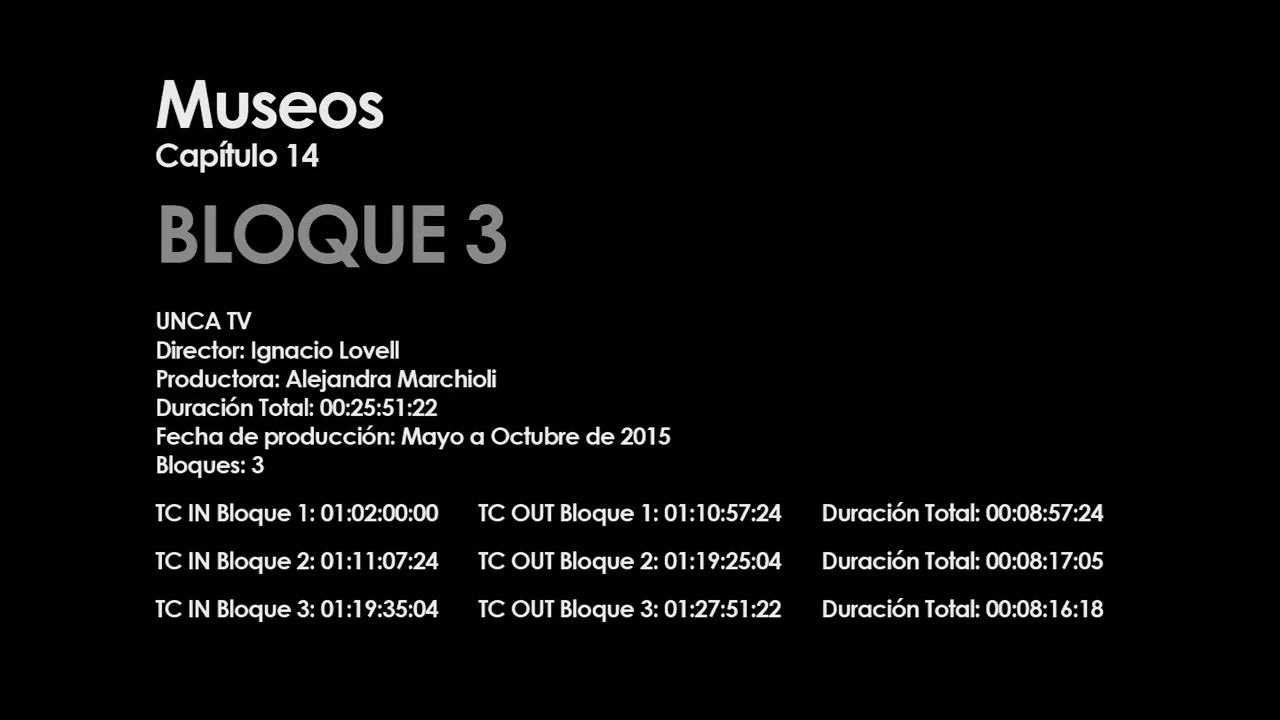 Museos
Capítulo 14
BLOQUE 3
UNCA TV
Director: Ignacio Lovell
Productora: Alejandra Marchioli
Duración Total: 00:25:51:22
Fecha de producción: Mayo a Octubre de 2015
Bloques: 3
TC IN Bloque 1: 01:02:00:00 TC OUT Bloque 1: 01:10:57:24 Duración Total: 00:08:57:24
TC IN Bloque 2: 01:11:07:24 TC OUT Bloque 2: 01:19:25:04 Duración Total: 00:08:17:05
TC IN Bloque 3: 01:19:35:04 TC OUT Bloque 3: 01:27:51:22 Duración Total: 00:08:16:18